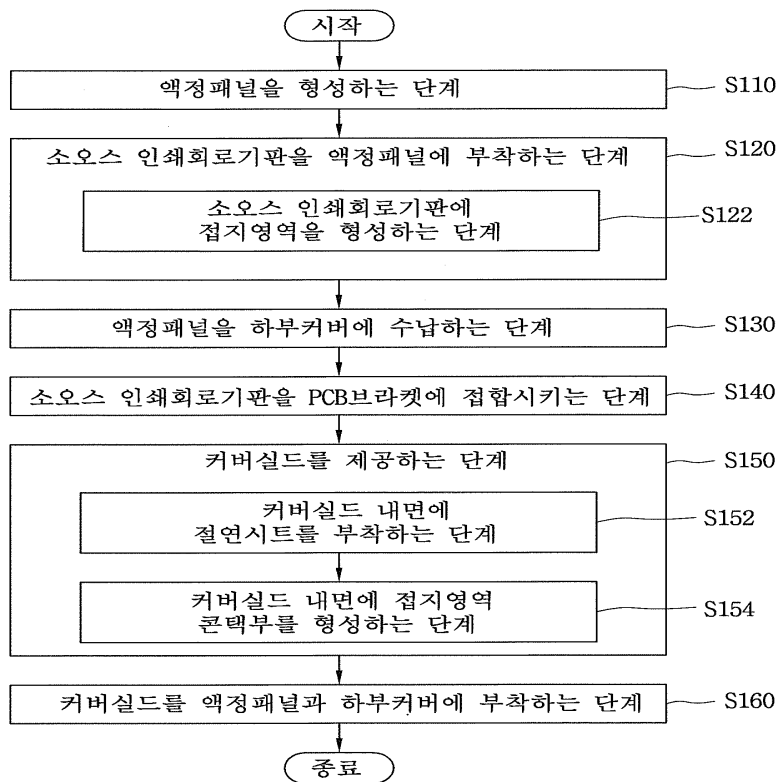 시작
액정패널을 형성하는 단계
S110
소오스 인쇄회로기판을 액정패널에 부착하는 단계
S120
소오스 인쇄회로기판에
접지영역을 형성하는 단계
S122
액정패널을 하부커버에 수납하는 단계
S130
소오스 인쇄회로기판을 PCB브라켓에 접합시키는 단계
S140
커버실드를 제공하는 단계
S150
커버실드 내면에
절연시트를 부착하는 단계
S152
커버실드 내면에 접지영역
콘택부를 형성하는 단계
S154
커버실드를 액정패널과 하부커버에 부착하는 단계
S160
종료